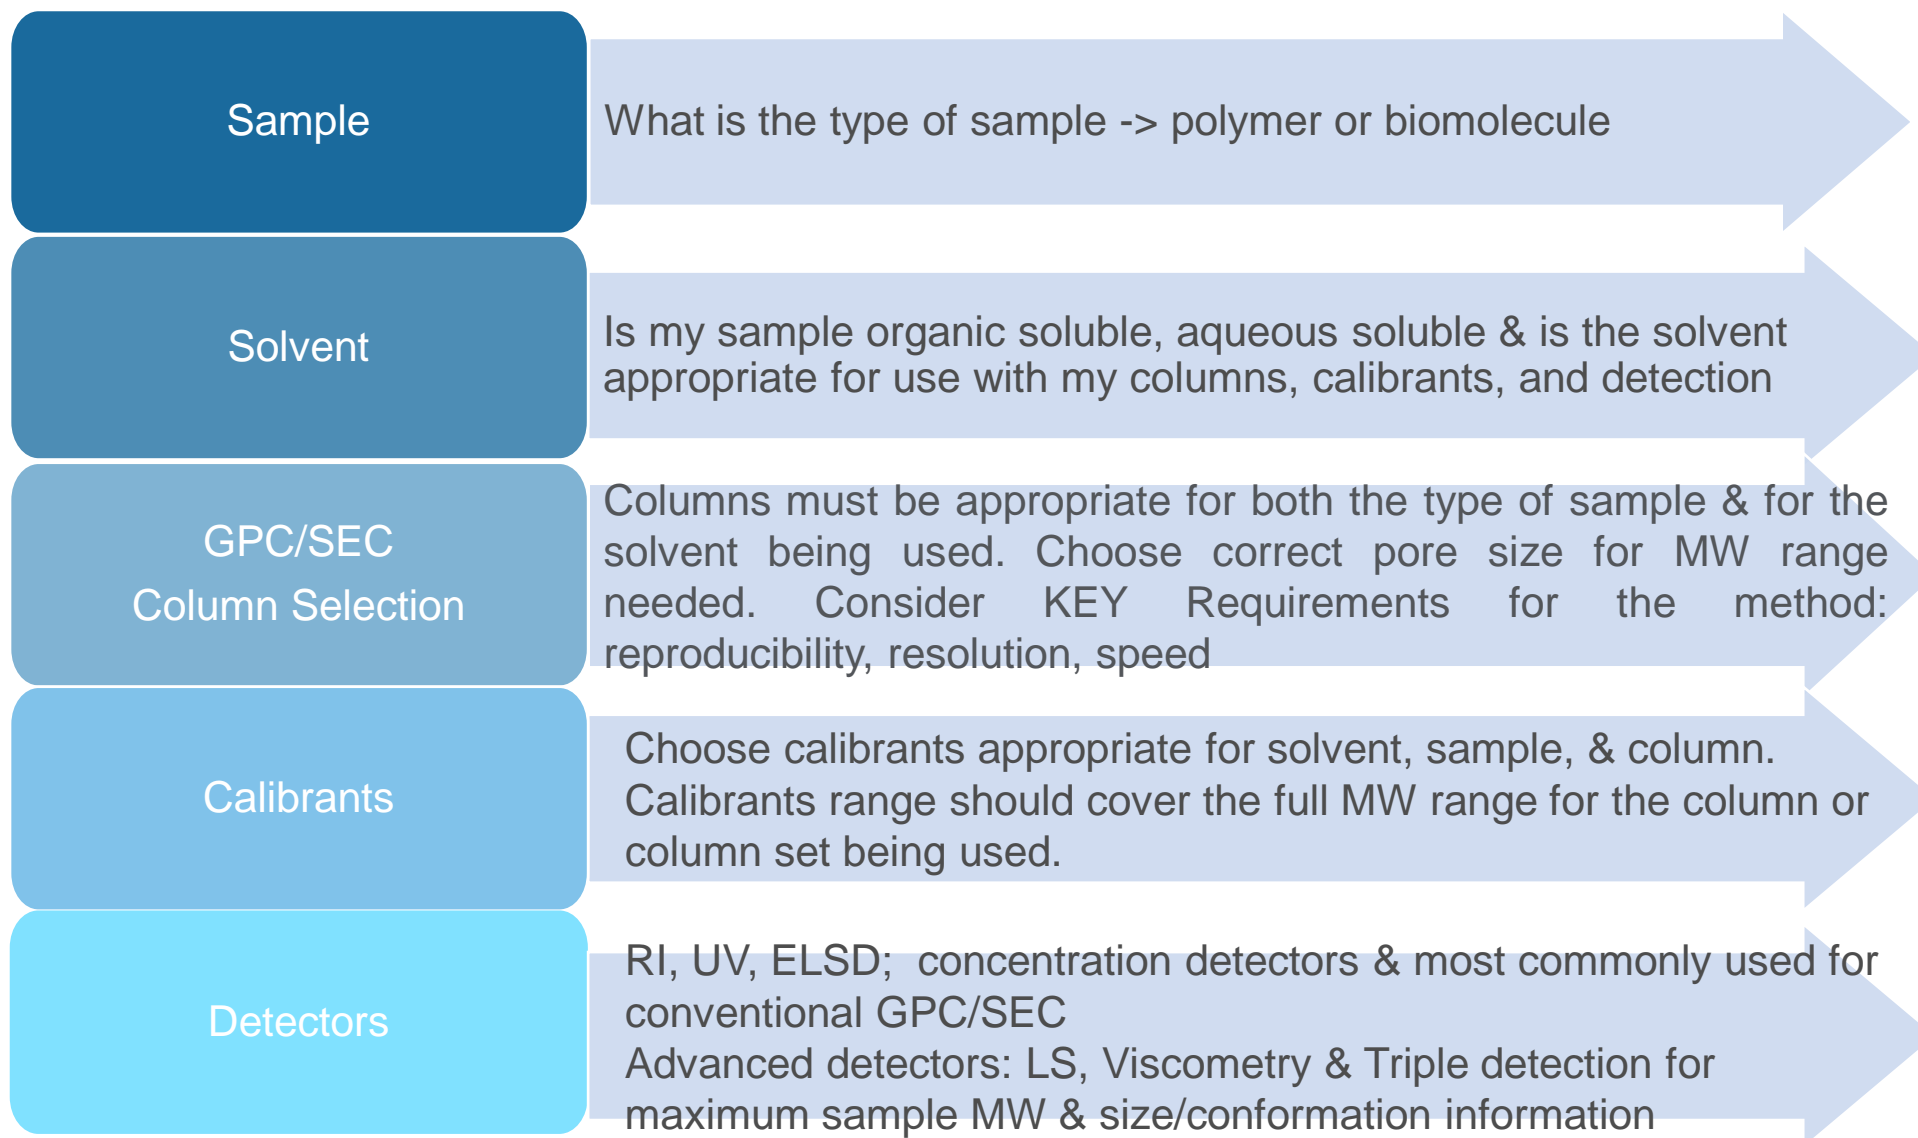 Sample
What is the type of sample -> polymer or biomolecule
Solvent
Is my sample organic soluble, aqueous soluble & is the solvent
appropriate for use with my columns, calibrants, and detection
GPC/SEC
Column Selection
Columns must be appropriate for both the type of sample & for the
solvent being used. Choose correct pore size for MW range
needed. Consider KEY Requirements for the method:
reproducibility, resolution, speed
Calibrants
Choose calibrants appropriate for solvent, sample, & column.
Calibrants range should cover the full MW range for the column or
column set being used.
Detectors
RI, UV, ELSD; concentration detectors & most commonly used for
conventional GPC/SEC
Advanced detectors: LS, Viscometry & Triple detection for
maximum sample MW & size/conformation information